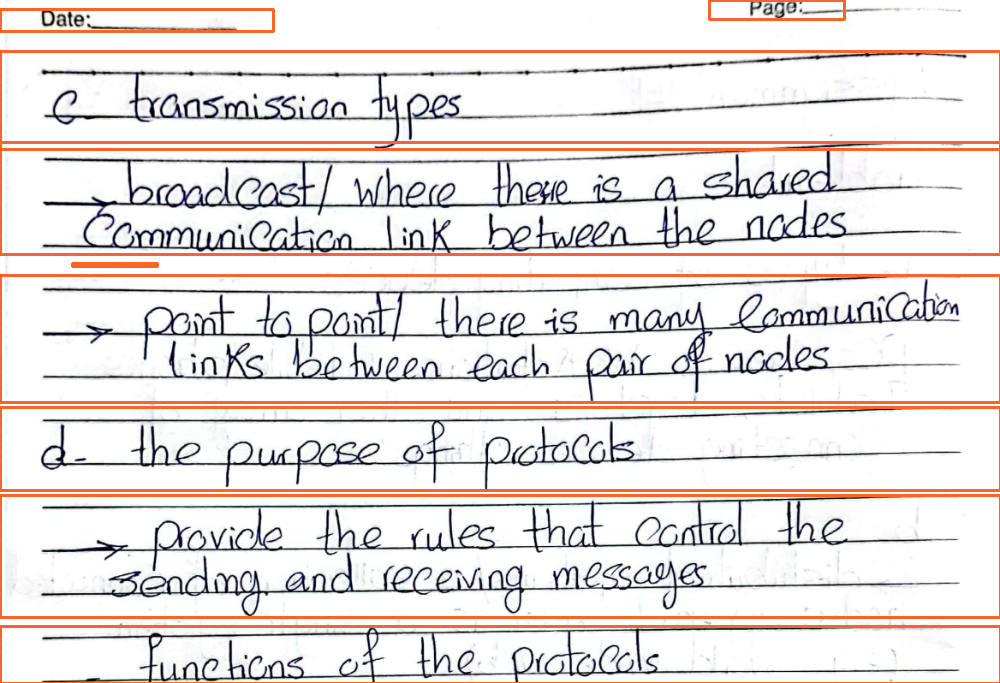 Date:
Page:
c- transmission types
→ broadcast/ where there is a shared
Communication link between the nodes
→ point to point/ there is many Communication
links between each pair of nodes
d- the purpose of protocols
→ provide the rules that control the
sending and receiving messages
- functions of the protocols